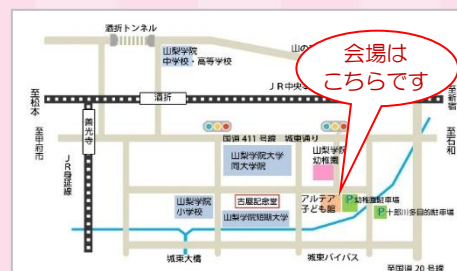 酒折トンネル
山梨学院
中学校・高等学校
会場は
こちらです
ＪＲ中央
酒折
至松本
至新宿
善光寺
至甲府市
至石和
国道 411 号線 城東通り
ＪＲ身延線
山梨学院大学
同大学院
山梨学院
幼稚園
山梨学院
小学校
古屋記念堂
山梨学院短期大学
アルテア
子ども館
P 幼稚園駐車場
P 十郎川多目的駐車場
城東大橋
城東バイパス
至国道 20 号線